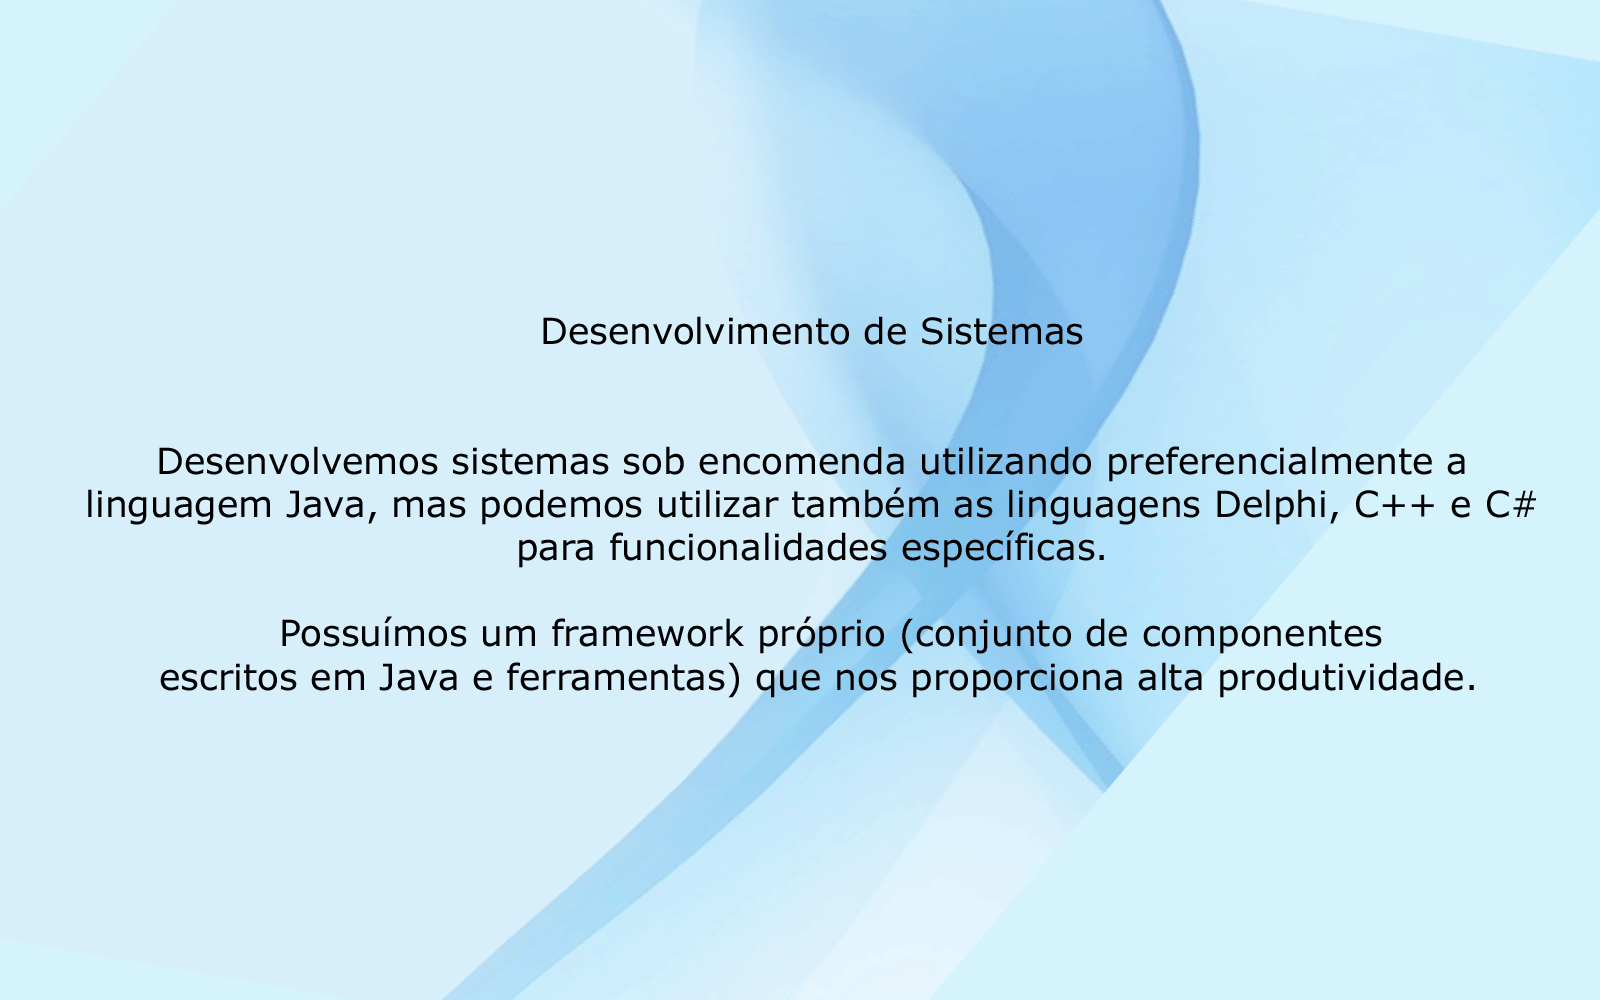 Desenvolvimento de Sistemas
Desenvolvemos sistemas sob encomenda utilizando preferencialmente a
linguagem Java, mas podemos utilizar também as linguagens Delphi, C++ e C#
para funcionalidades específicas.
Possuímos um framework próprio (conjunto de componentes
escritos em Java e ferramentas) que nos proporciona alta produtividade.